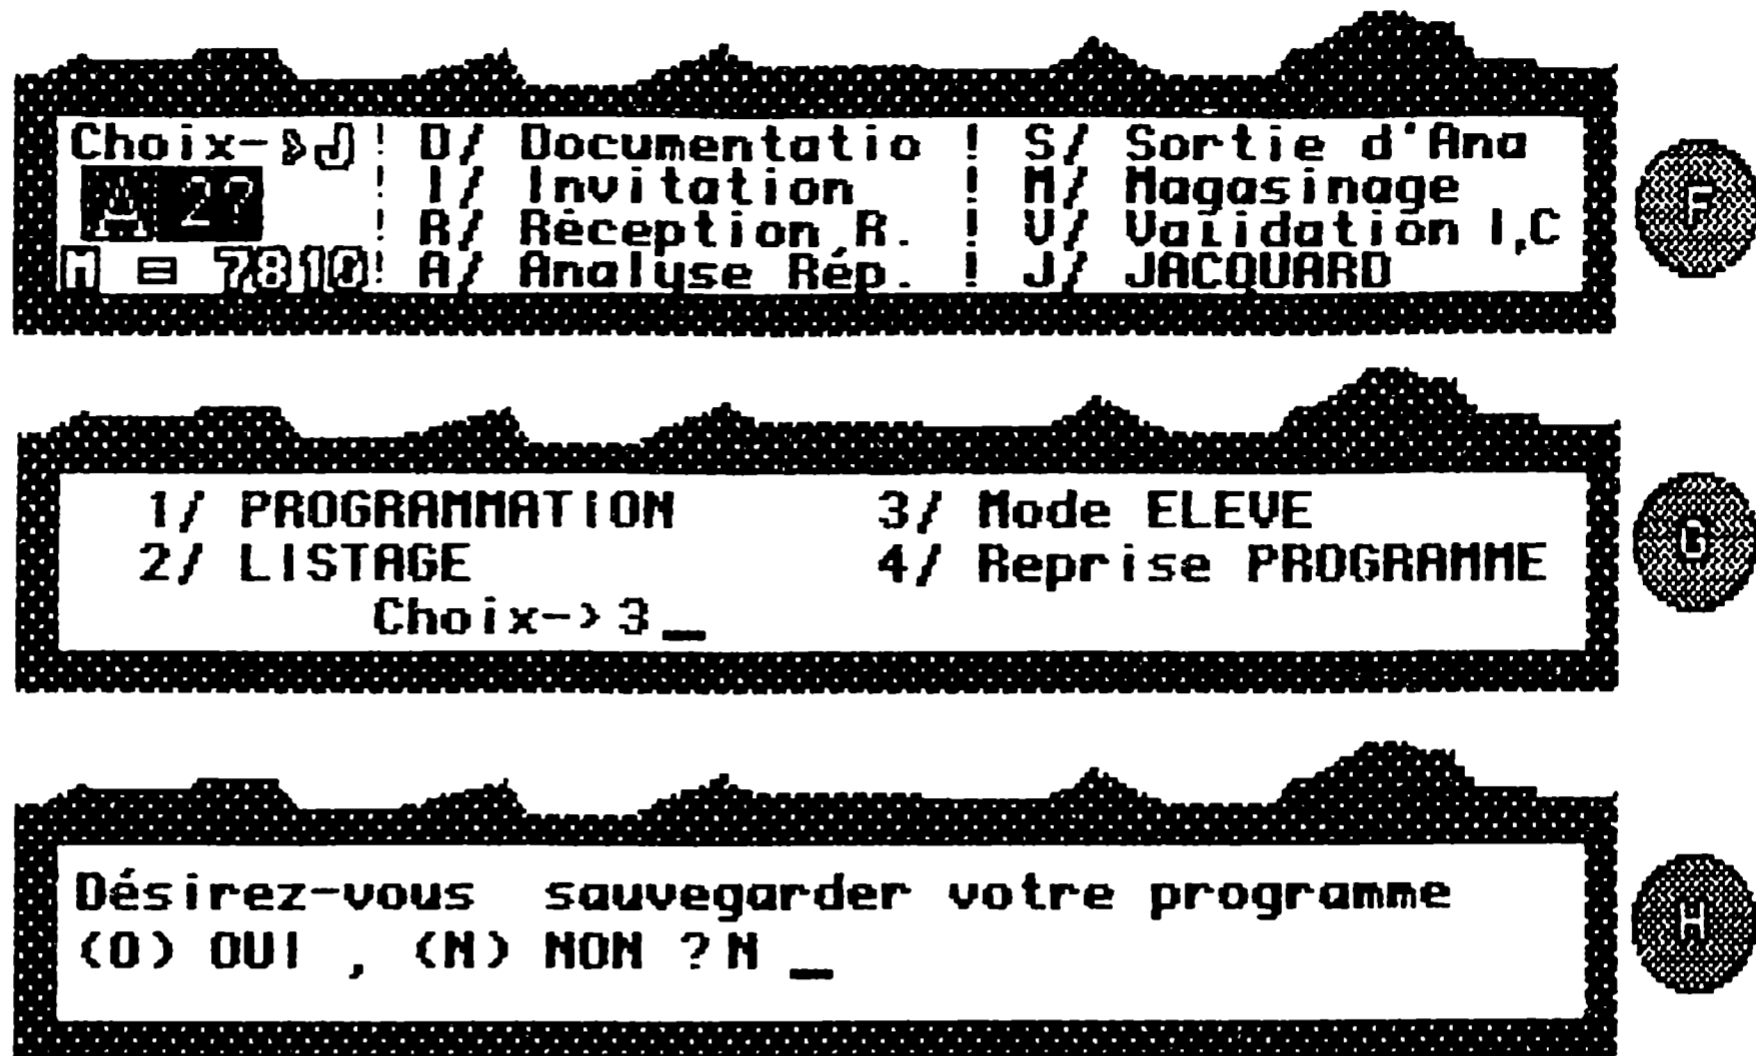 Choix->J ! D/ Documentatio ! S/ Sortie d'Ana
A 2? ! I/ Invitation ! M/ Magasinage
! R/ Réception R. ! V/ Validation I,C
M = 7810 ! A/ Analyse Rép. ! J/ JACQUARD
F
1/ PROGRAMMATION 3/ Mode ELEVE
2/ LISTAGE 4/ Reprise PROGRAMME
Choix->3_
G
Désirez-vous sauvegarder votre programme
(O) OUI , (N) NON ?N _
H